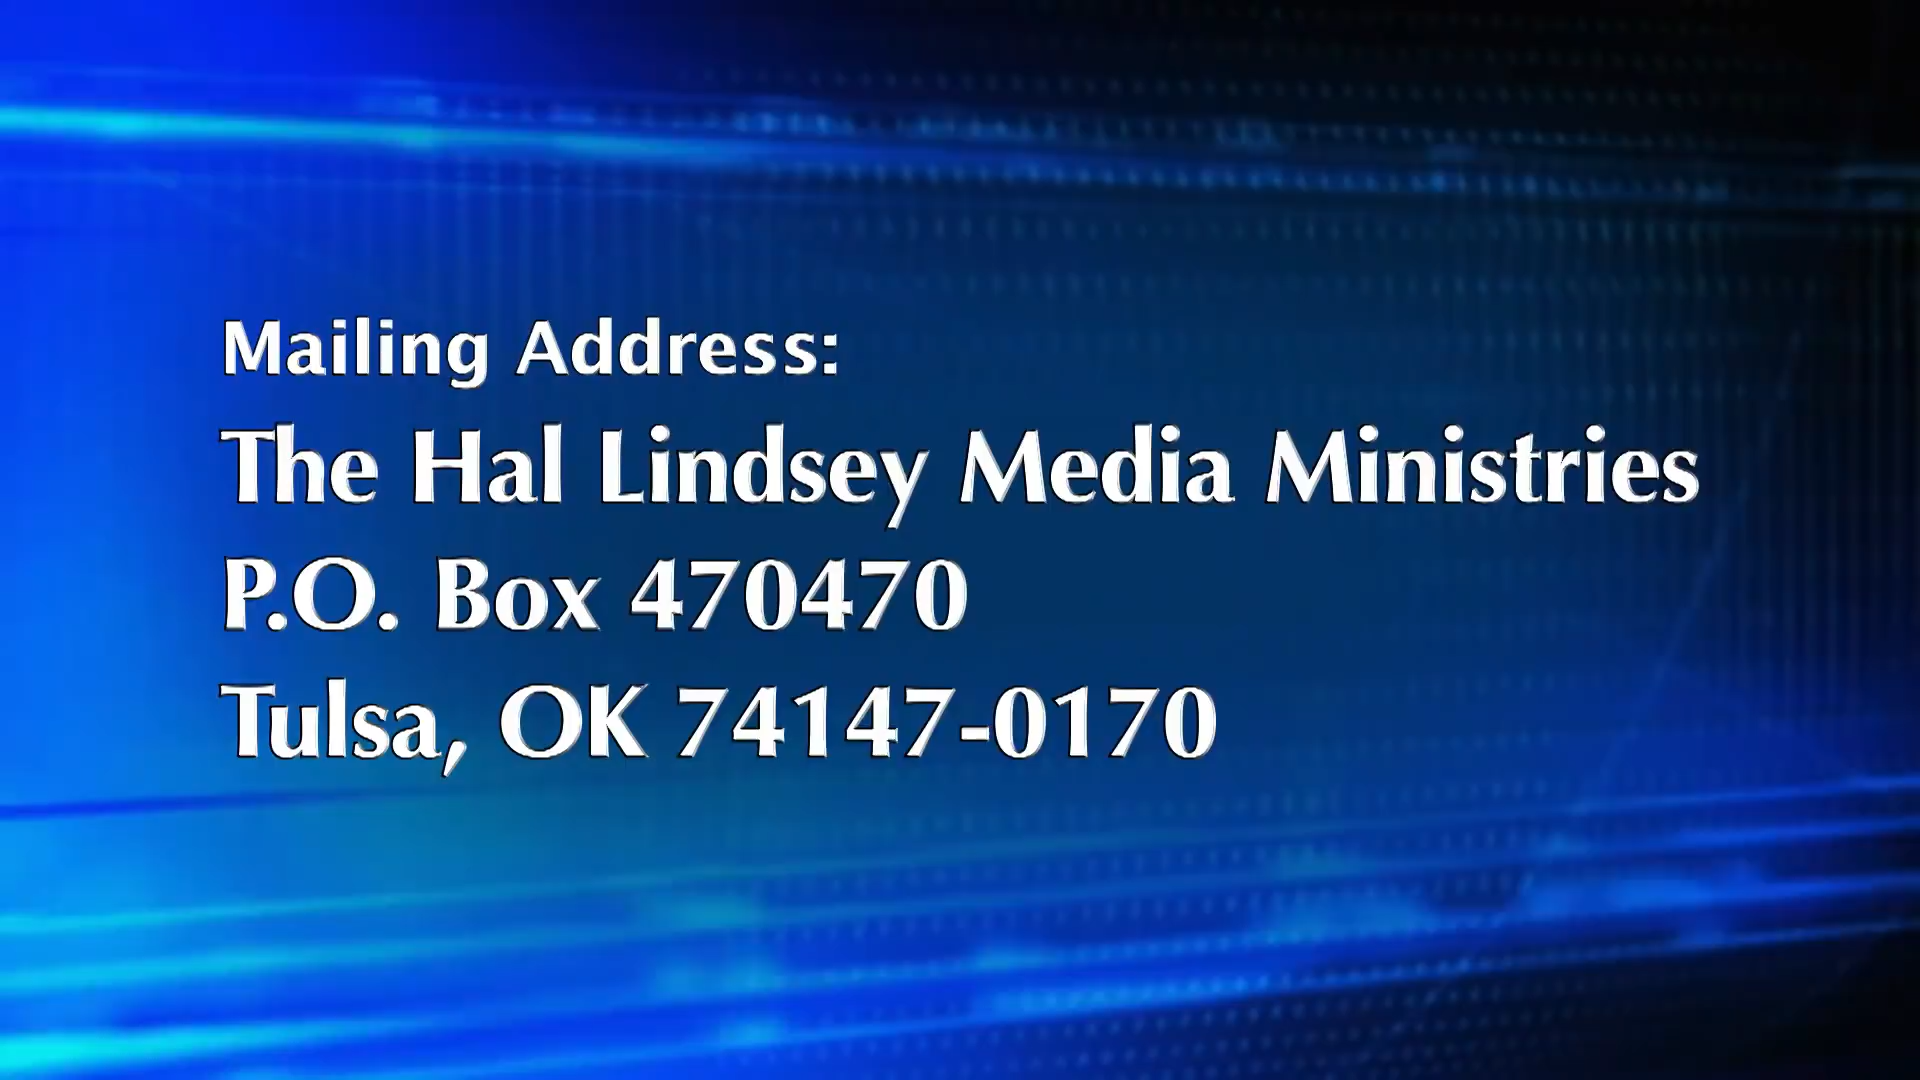 Mailing Address:
The Hal Lindsey Media Ministries
P.O. Box 470470
Tulsa, OK 74147-0170